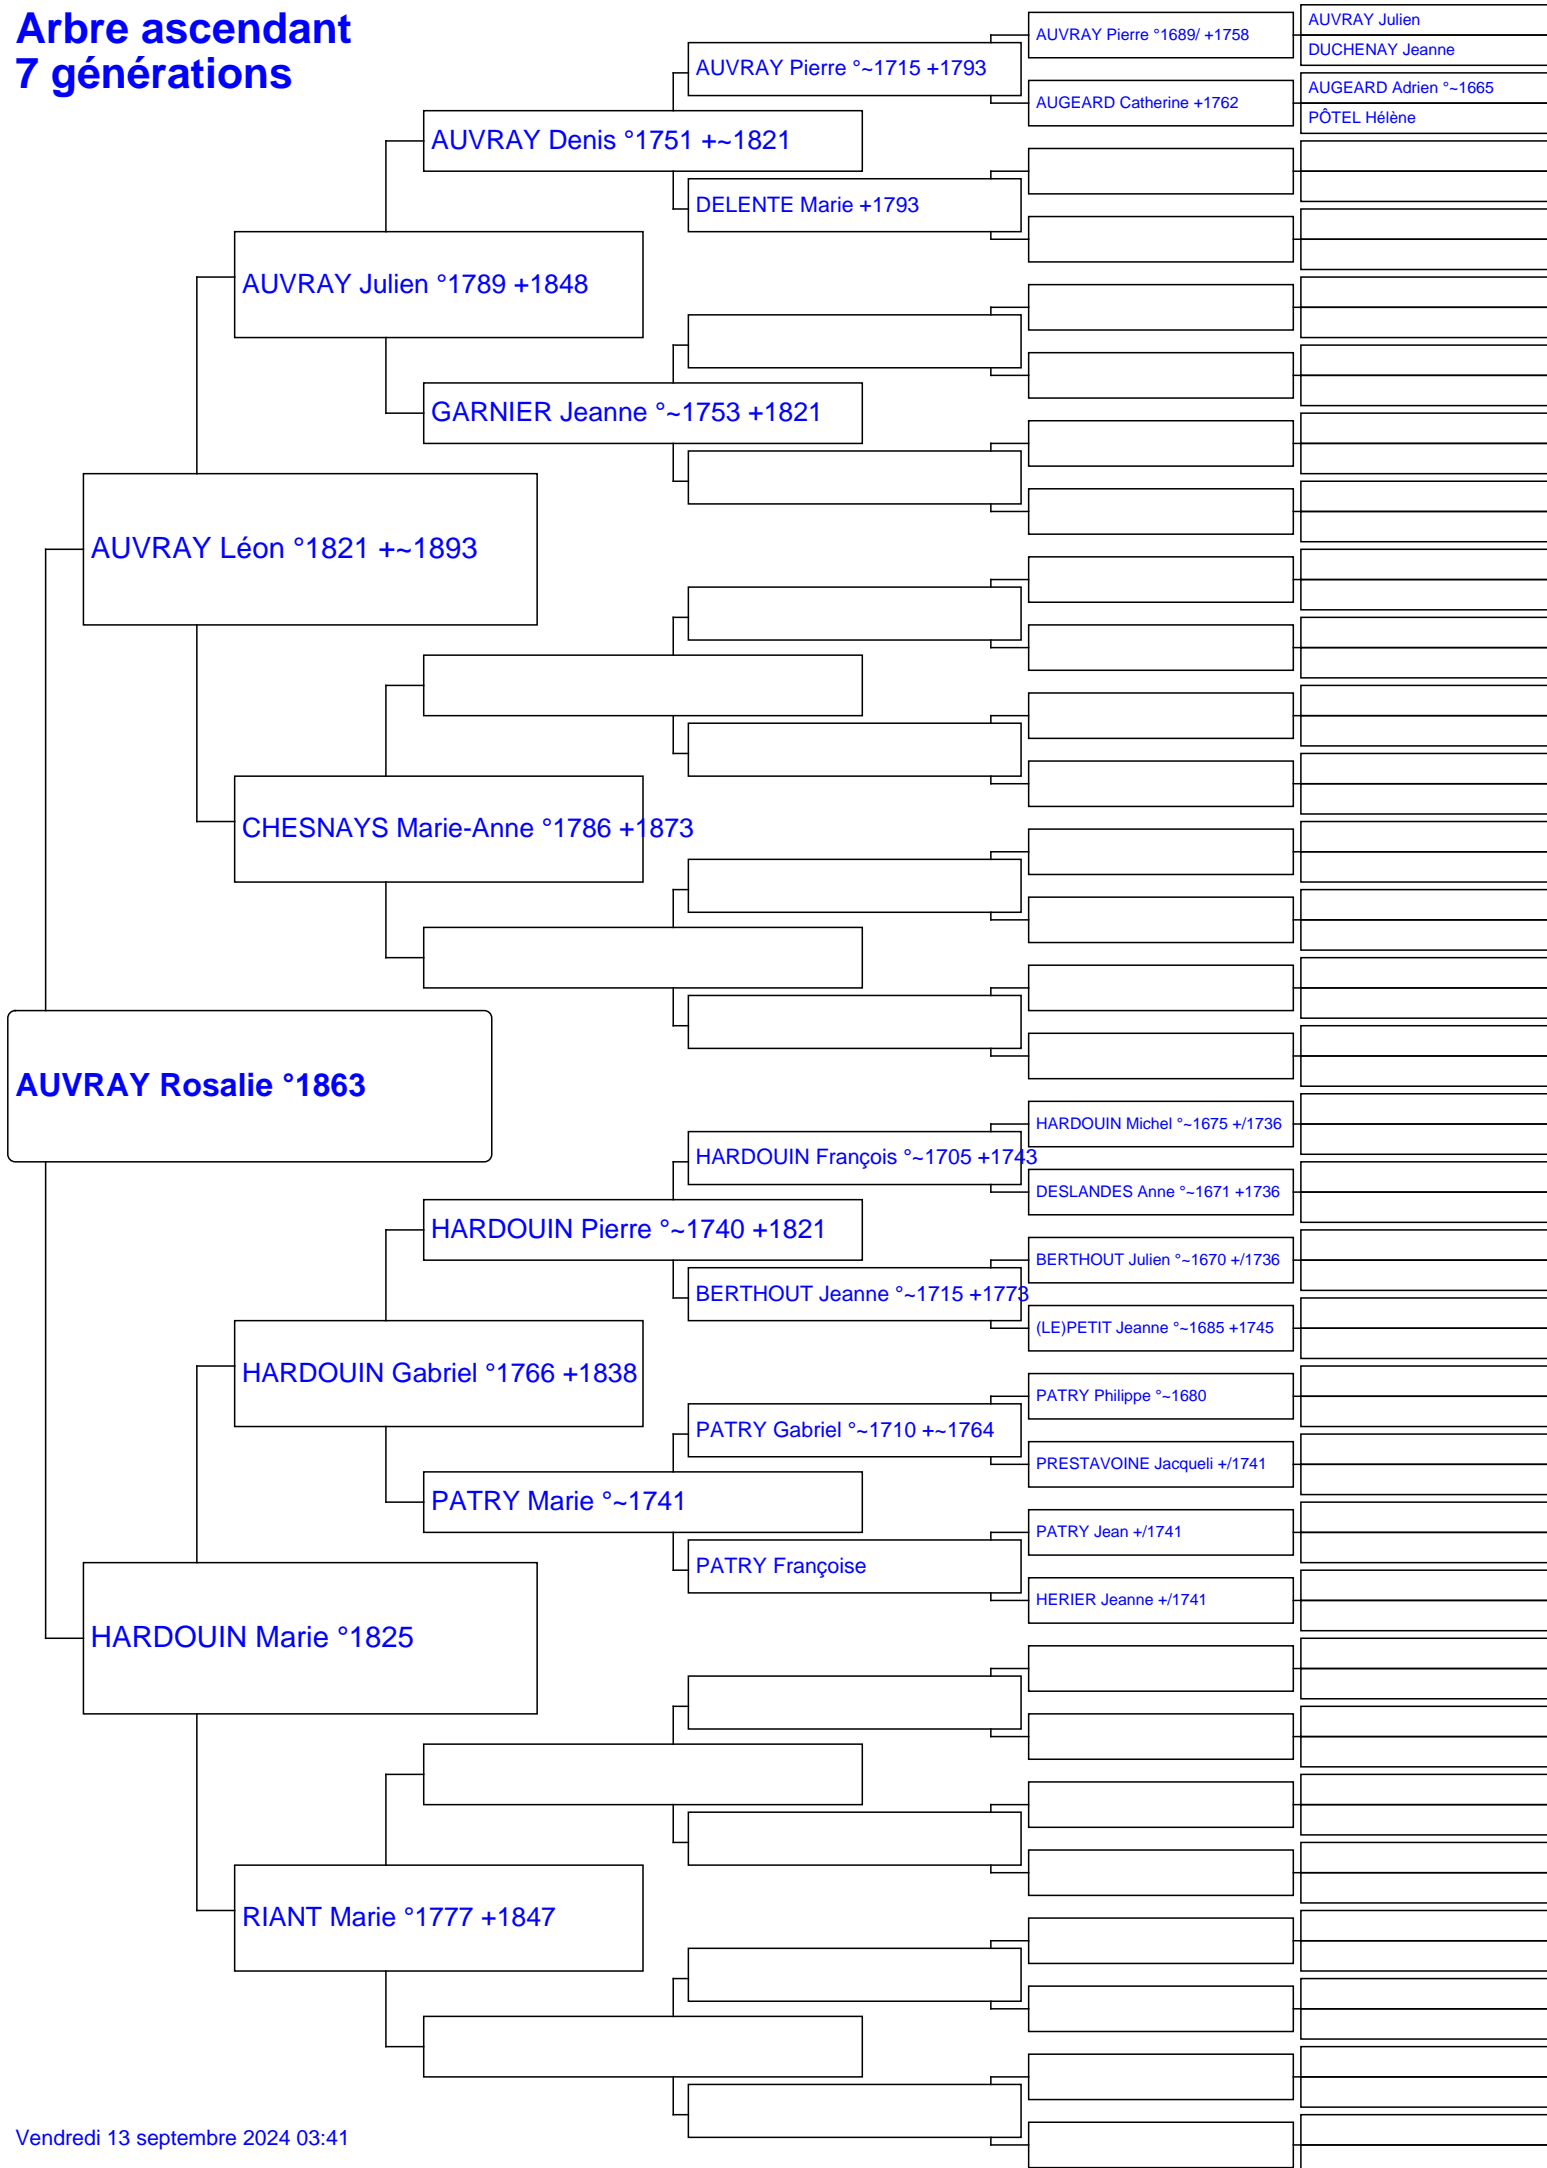 Arbre ascendant
7 générations
AUVRAY Rosalie °1863
AUVRAY Léon °1821 +~1893
AUVRAY Julien °1789 +1848
AUVRAY Denis °1751 +~1821
AUVRAY Pierre °~1715 +1793
AUVRAY Pierre °1689/ +1758
AUVRAY Julien
DUCHENAY Jeanne
AUGEARD Catherine +1762
AUGEARD Adrien °~1665
PÔTEL Hélène
DELENTE Marie +1793
GARNIER Jeanne °~1753 +1821
CHESNAYS Marie-Anne °1786 +1873
HARDOUIN Marie °1825
HARDOUIN Gabriel °1766 +1838
HARDOUIN Pierre °~1740 +1821
HARDOUIN François °~1705 +1743
HARDOUIN Michel °~1675 +/1736
DESLANDES Anne °~1671 +1736
BERTHOUT Jeanne °~1715 +1773
BERTHOUT Julien °~1670 +/1736
(LE)PETIT Jeanne °~1685 +1745
PATRY Marie °~1741
PATRY Gabriel °~1710 +~1764
PATRY Philippe °~1680
PRESTAVOINE Jacqueli +/1741
PATRY Françoise
PATRY Jean +/1741
HERIER Jeanne +/1741
RIANT Marie °1777 +1847
Vendredi 13 septembre 2024 03:41